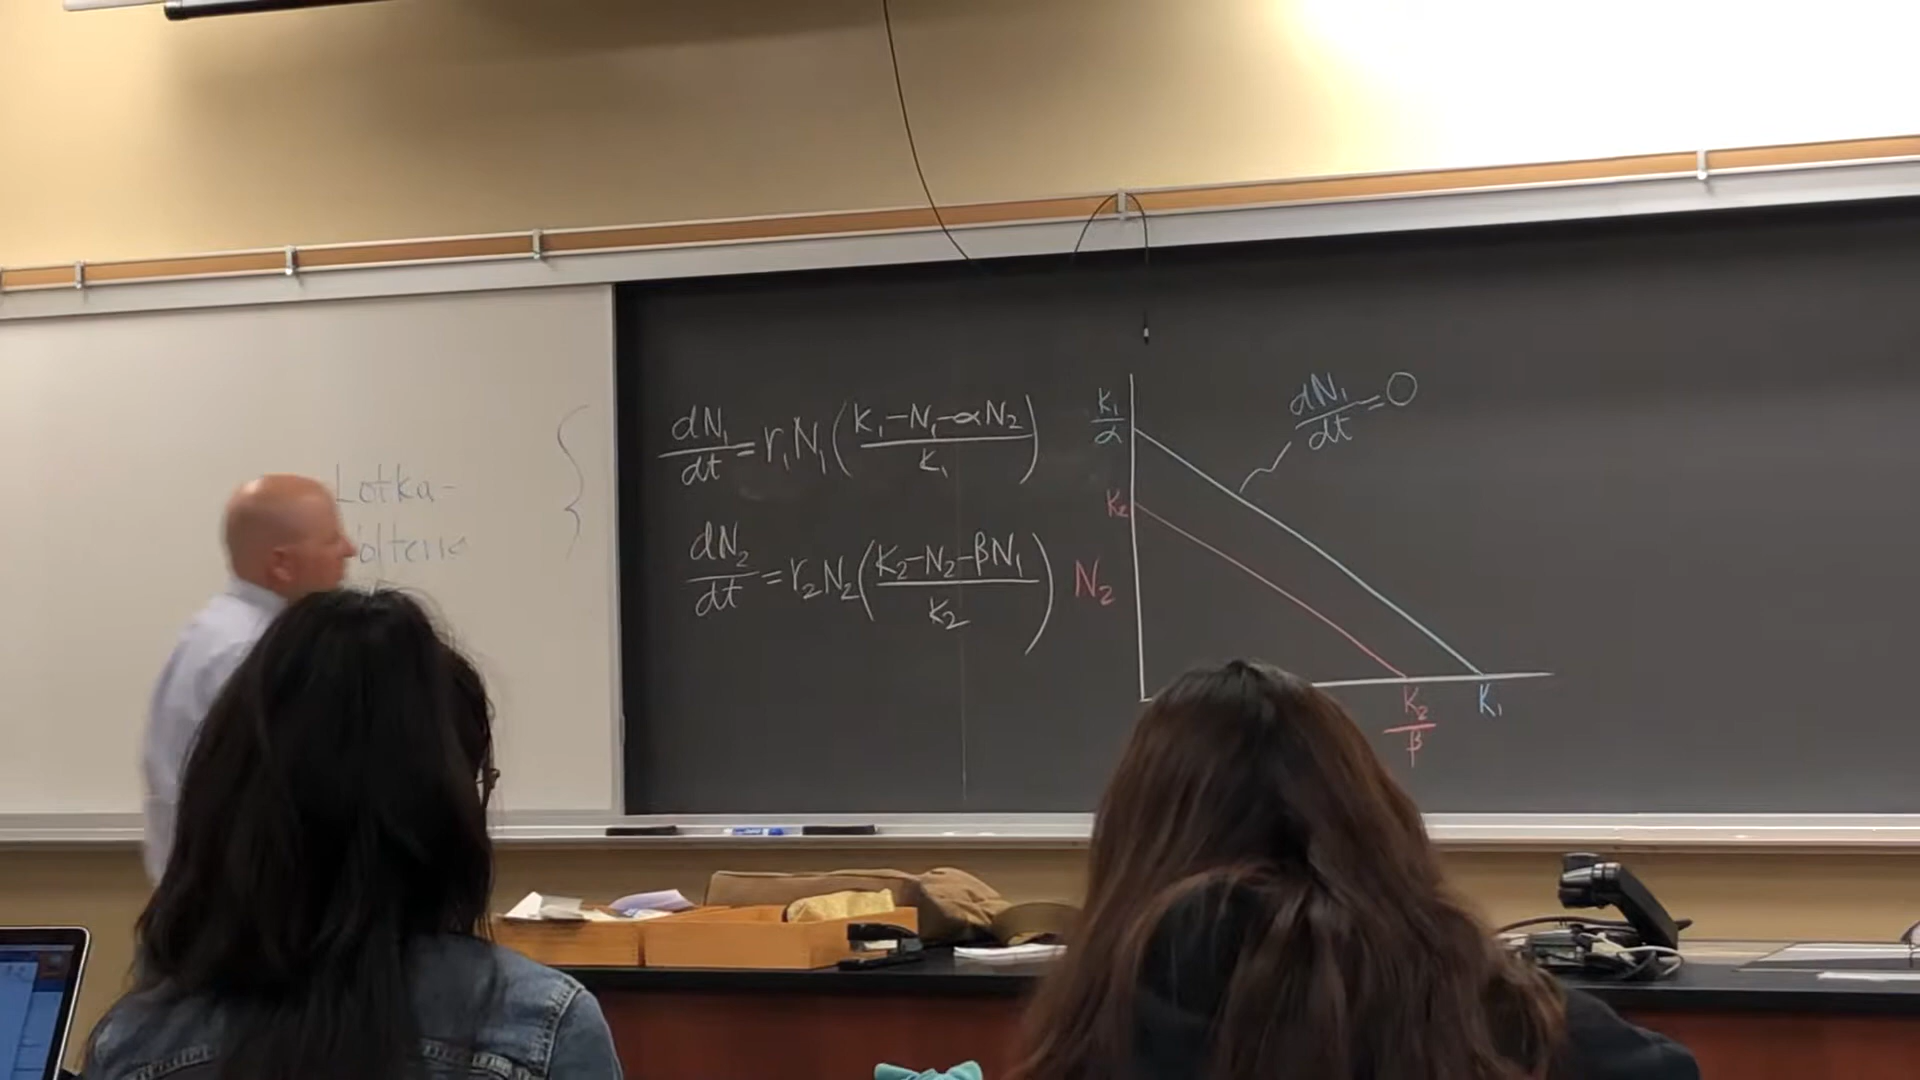 Lotka-
Volterra
dN₁/dt = r₁N₁((K₁-N₁-αN₂)/K₁)
dN₂/dt = r₂N₂((K₂-N₂-βN₁)/K₂)
K₁/α
K₂
N₂
dN₁/dt = 0
K₂/β
K₁